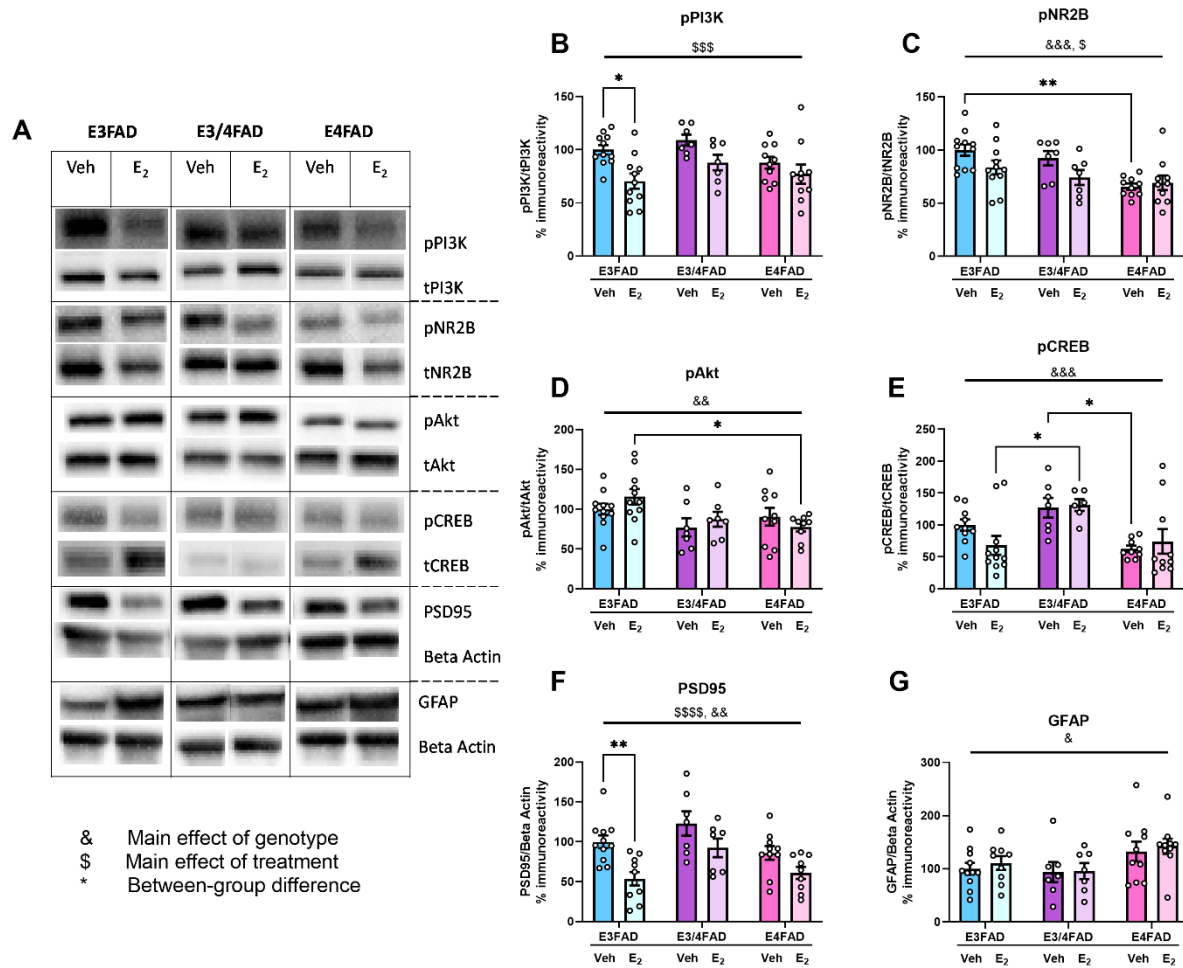 A
E3FAD E3/4FAD E4FAD
Veh E2 Veh E2 Veh E2
pPI3K
tPI3K
pNR2B
tNR2B
pAkt
tAkt
pCREB
tCREB
PSD95
Beta Actin
GFAP
Beta Actin
& Main effect of genotype
$ Main effect of treatment
* Between-group difference
B
pPI3K
$$$
*
pPI3K/tPI3K
% immunoreactivity
150
100
50
0
E3FAD E3/4FAD E4FAD
Veh E2 Veh E2 Veh E2
C
pNR2B
&&&, $
**
pNR2B/tNR2B
% immunoreactivity
150
100
50
0
E3FAD E3/4FAD E4FAD
Veh E2 Veh E2 Veh E2
D
pAkt
&&
*
pAkt/tAkt
% immunoreactivity
200
150
100
50
0
E3FAD E3/4FAD E4FAD
Veh E2 Veh E2 Veh E2
E
pCREB
&&&
*
*
pCREB/tCREB
% immunoreactivity
250
200
150
100
50
0
E3FAD E3/4FAD E4FAD
Veh E2 Veh E2 Veh E2
F
PSD95
$$$$, &&
**
PSD95/Beta Actin
% immunoreactivity
200
150
100
50
0
E3FAD E3/4FAD E4FAD
Veh E2 Veh E2 Veh E2
G
GFAP
&
GFAP/Beta Actin
% immunoreactivity
300
200
100
0
E3FAD E3/4FAD E4FAD
Veh E2 Veh E2 Veh E2